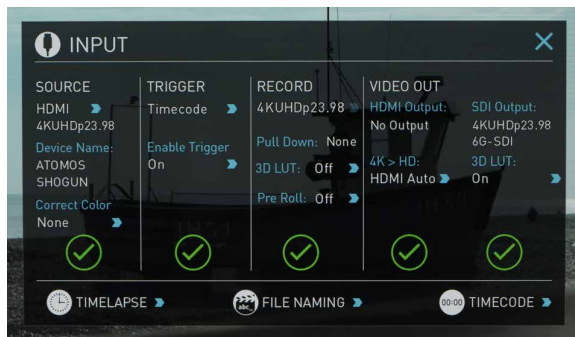 INPUT
SOURCE
HDMI
4KUHDp23.98
Device Name:
ATOMOS
SHOGUN
Correct Color
None
TRIGGER
Timecode
Enable Trigger
On
RECORD
4KUHDp23.98
Pull Down: None
3D LUT: Off
Pre Roll: Off
VIDEO OUT
HDMI Output:
No Output
4K > HD:
HDMI Auto
SDI Output:
4KUHDp23.98
6G-SDI
3D LUT:
On
TIMELAPSE
abc_
FILE NAMING
00:00
TIMECODE